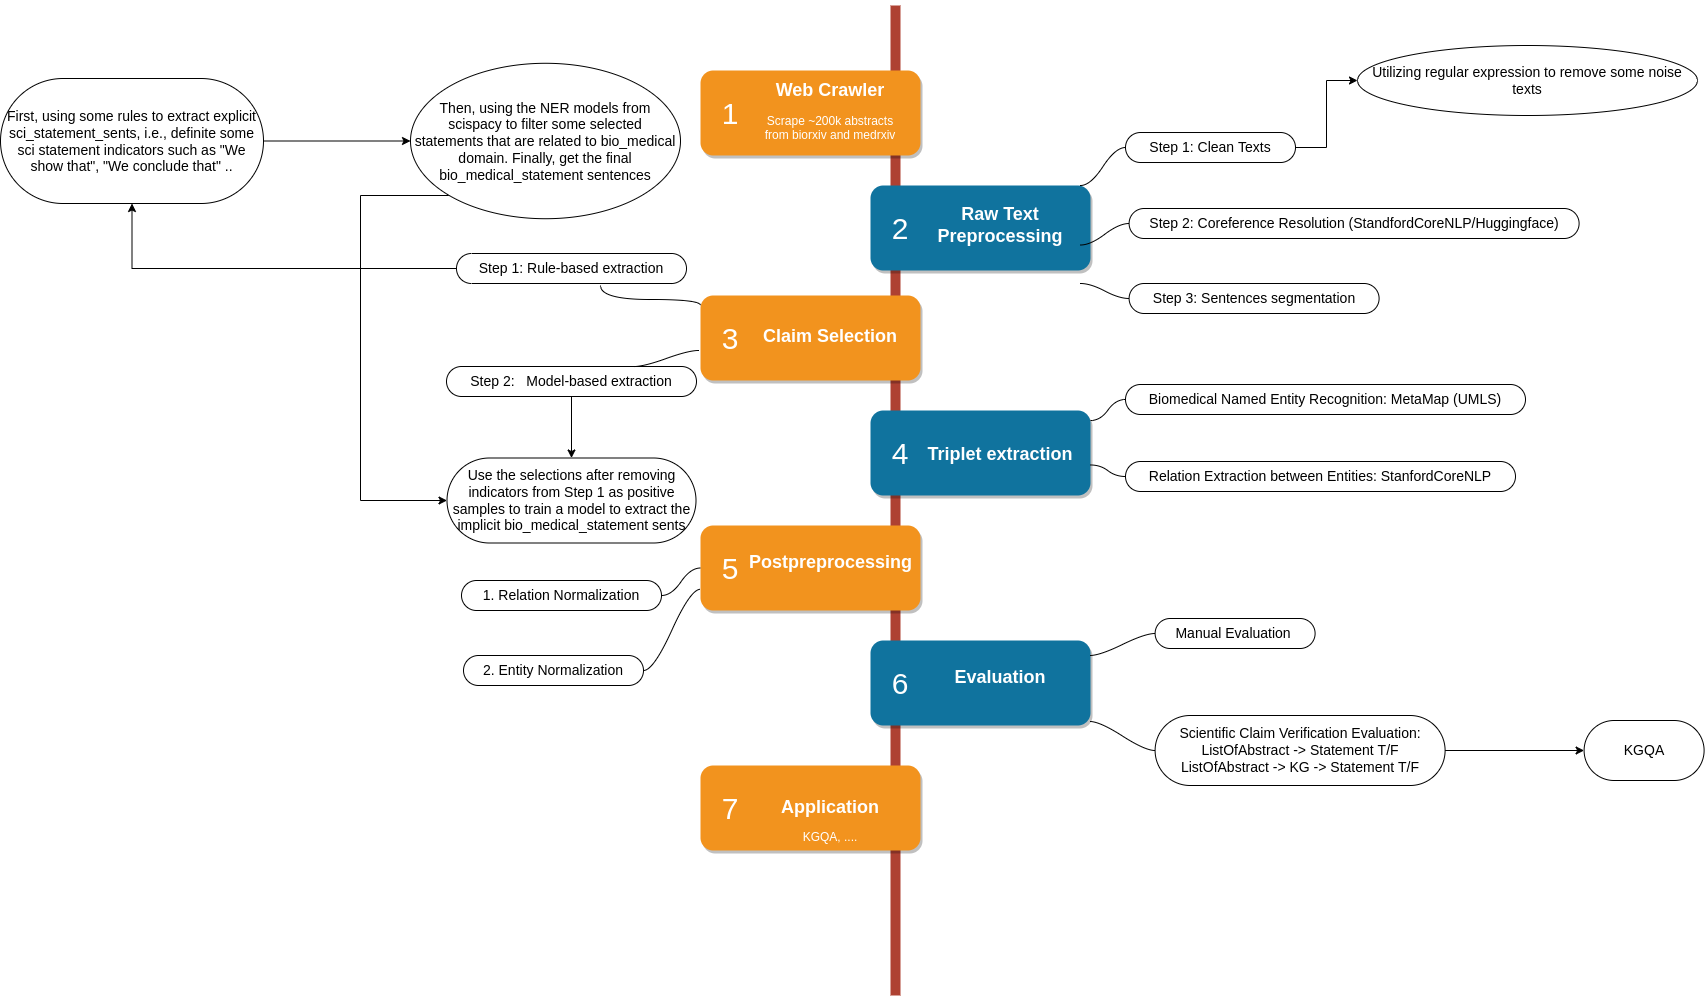 1
Web Crawler
Scrape ~200k abstracts
from biorxiv and medrxiv
Utilizing regular expression to remove some noise
texts
Step 1: Clean Texts
2
Raw Text
Preprocessing
Step 2: Coreference Resolution (StandfordCoreNLP/Huggingface)
Step 3: Sentences segmentation
First, using some rules to extract explicit
sci_statement_sents, i.e., definite some
sci statement indicators such as "We
show that", "We conclude that" ..
Then, using the NER models from
scispacy to filter some selected
statements that are related to bio_medical
domain. Finally, get the final
bio_medical_statement sentences
Step 1: Rule-based extraction
3
Claim Selection
Step 2:   Model-based extraction
Use the selections after removing
indicators from Step 1 as positive
samples to train a model to extract the
implicit bio_medical_statement sents
4
Triplet extraction
Biomedical Named Entity Recognition: MetaMap (UMLS)
Relation Extraction between Entities: StanfordCoreNLP
5
Postpreprocessing
1. Relation Normalization
2. Entity Normalization
6
Evaluation
Manual Evaluation
Scientific Claim Verification Evaluation:
ListOfAbstract -> Statement T/F
ListOfAbstract -> KG -> Statement T/F
KGQA
7
Application
KGQA, ....